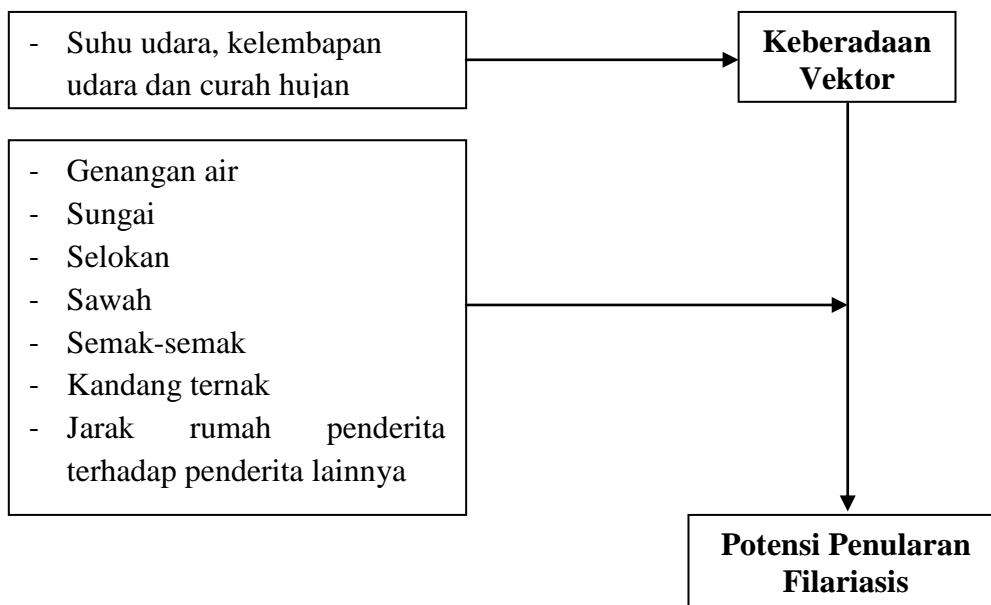 - Suhu udara, kelembapan
udara dan curah hujan
Keberadaan
Vektor
- Genangan air
- Sungai
- Selokan
- Sawah
- Semak-semak
- Kandang ternak
- Jarak rumah penderita
terhadap penderita lainnya
Potensi Penularan
Filariasis